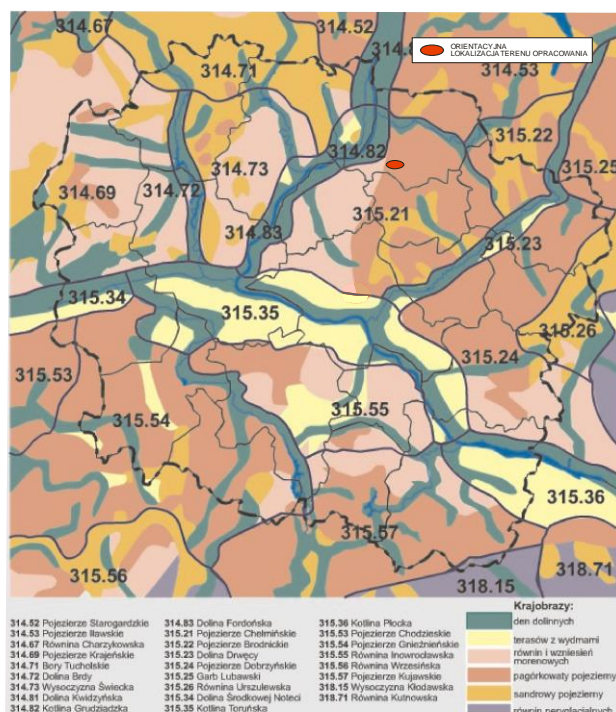 314.67
314.52
314.8
ORIENTACYJNA
LOKALIZACJA TERENU OPRACOWANIA
314.71
314.53
315.22
314.82
314.73
315.25
314.69
314.72
315.21
314.83
315.23
315.34
315.35
315.26
315.24
315.53
315.54
315.55
315.36
315.57
315.56
318.15
318.71
314.52 Pojezierze Starogardzkie
314.53 Pojezierze Iławskie
314.67 Równina Charzykowska
314.69 Pojezierze Krajeńskie
314.71 Bory Tucholskie
314.72 Dolina Brdy
314.73 Wysoczyzna Świecka
314.81 Dolina Kwidzyńska
314.82 Kotlina Grudziądzka
314.83 Dolina Fordońska
315.21 Pojezierze Chełmińskie
315.22 Pojezierze Brodnickie
315.23 Dolina Drwęcy
315.24 Pojezierze Dobrzyńskie
315.25 Garb Lubawski
315.26 Równina Urszulewska
315.34 Dolina Środkowej Noteci
315.35 Kotlina Toruńska
315.36 Kotlina Płocka
315.53 Pojezierze Chodzieskie
315.54 Pojezierze Gnieźnieńskie
315.55 Równina Inowrocławska
315.56 Równina Wrzesińska
315.57 Pojezierze Kujawskie
318.15 Wysoczyzna Kłodawska
318.71 Równina Kutnowska
Krajobrazy:
den dolinnych
terasów z wydmami
równin i wzniesień
morenowych
pagórkowaty pojezierny
sandrowy pojezierny
równin peryglacjalnych